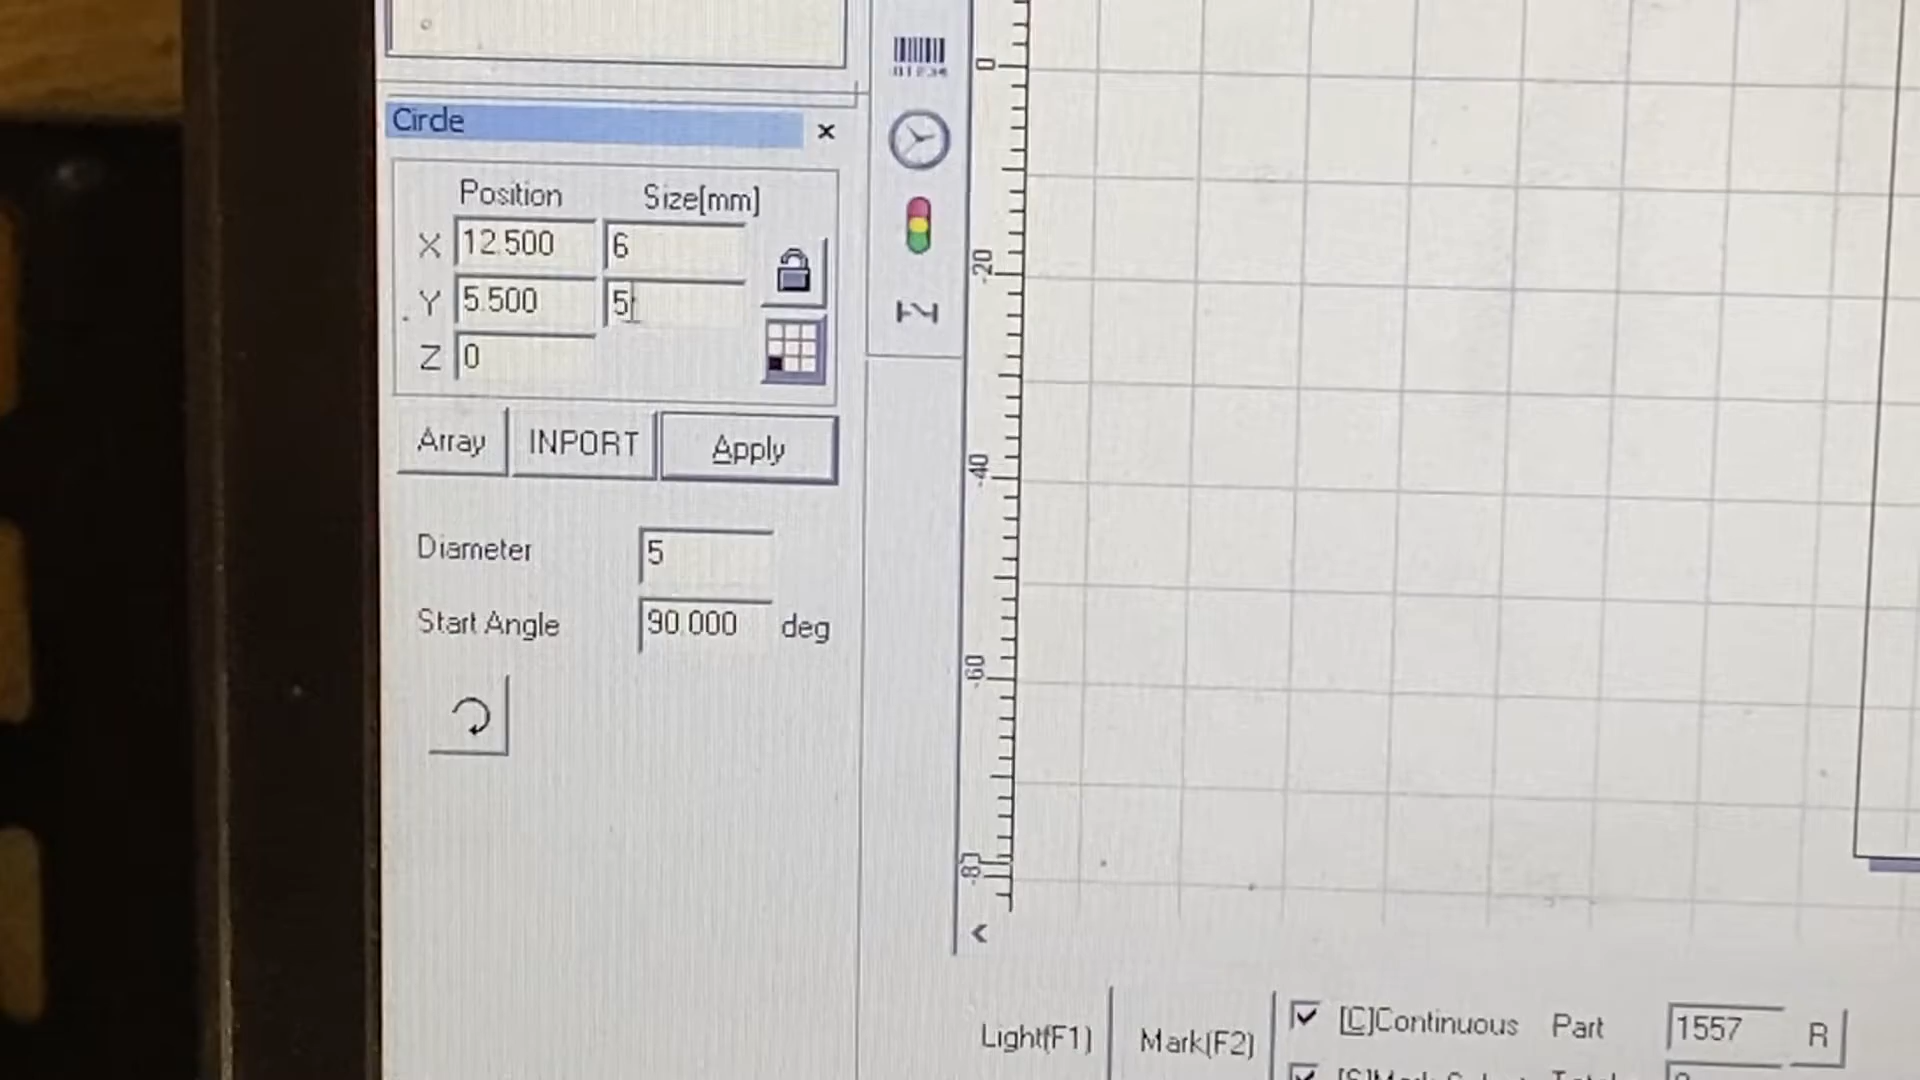 01234
Circle
Position Size[mm]
X 12.500 6
Y 5.500 5
Z 0
Array INPORT Apply
Diameter 5
Start Angle 90.000 deg
0
-20
-40
-60
Light(F1) Mark(F2) [C]Continuous Part 1557 R